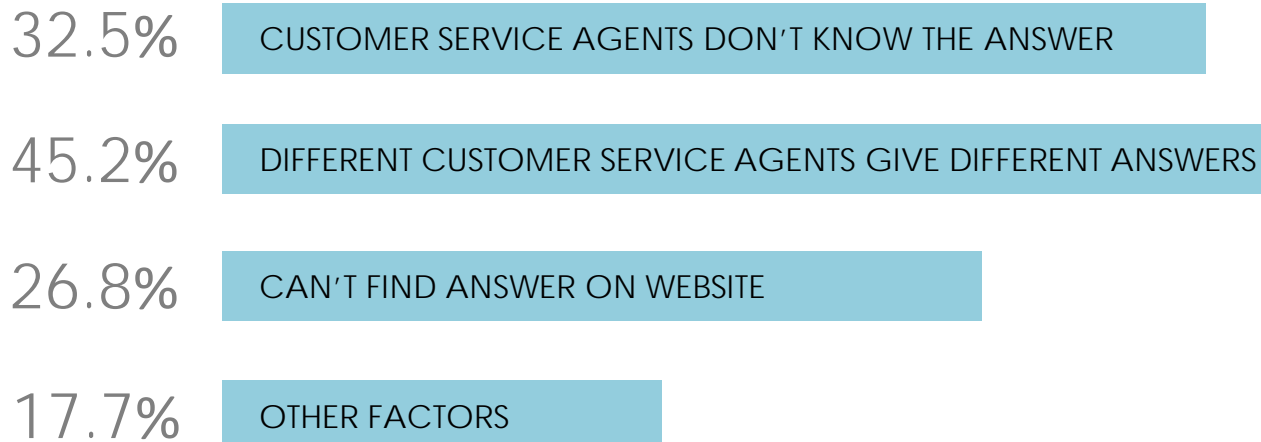 32.5% CUSTOMER SERVICE AGENTS DON'T KNOW THE ANSWER
45.2% DIFFERENT CUSTOMER SERVICE AGENTS GIVE DIFFERENT ANSWERS
26.8% CAN'T FIND ANSWER ON WEBSITE
17.7% OTHER FACTORS